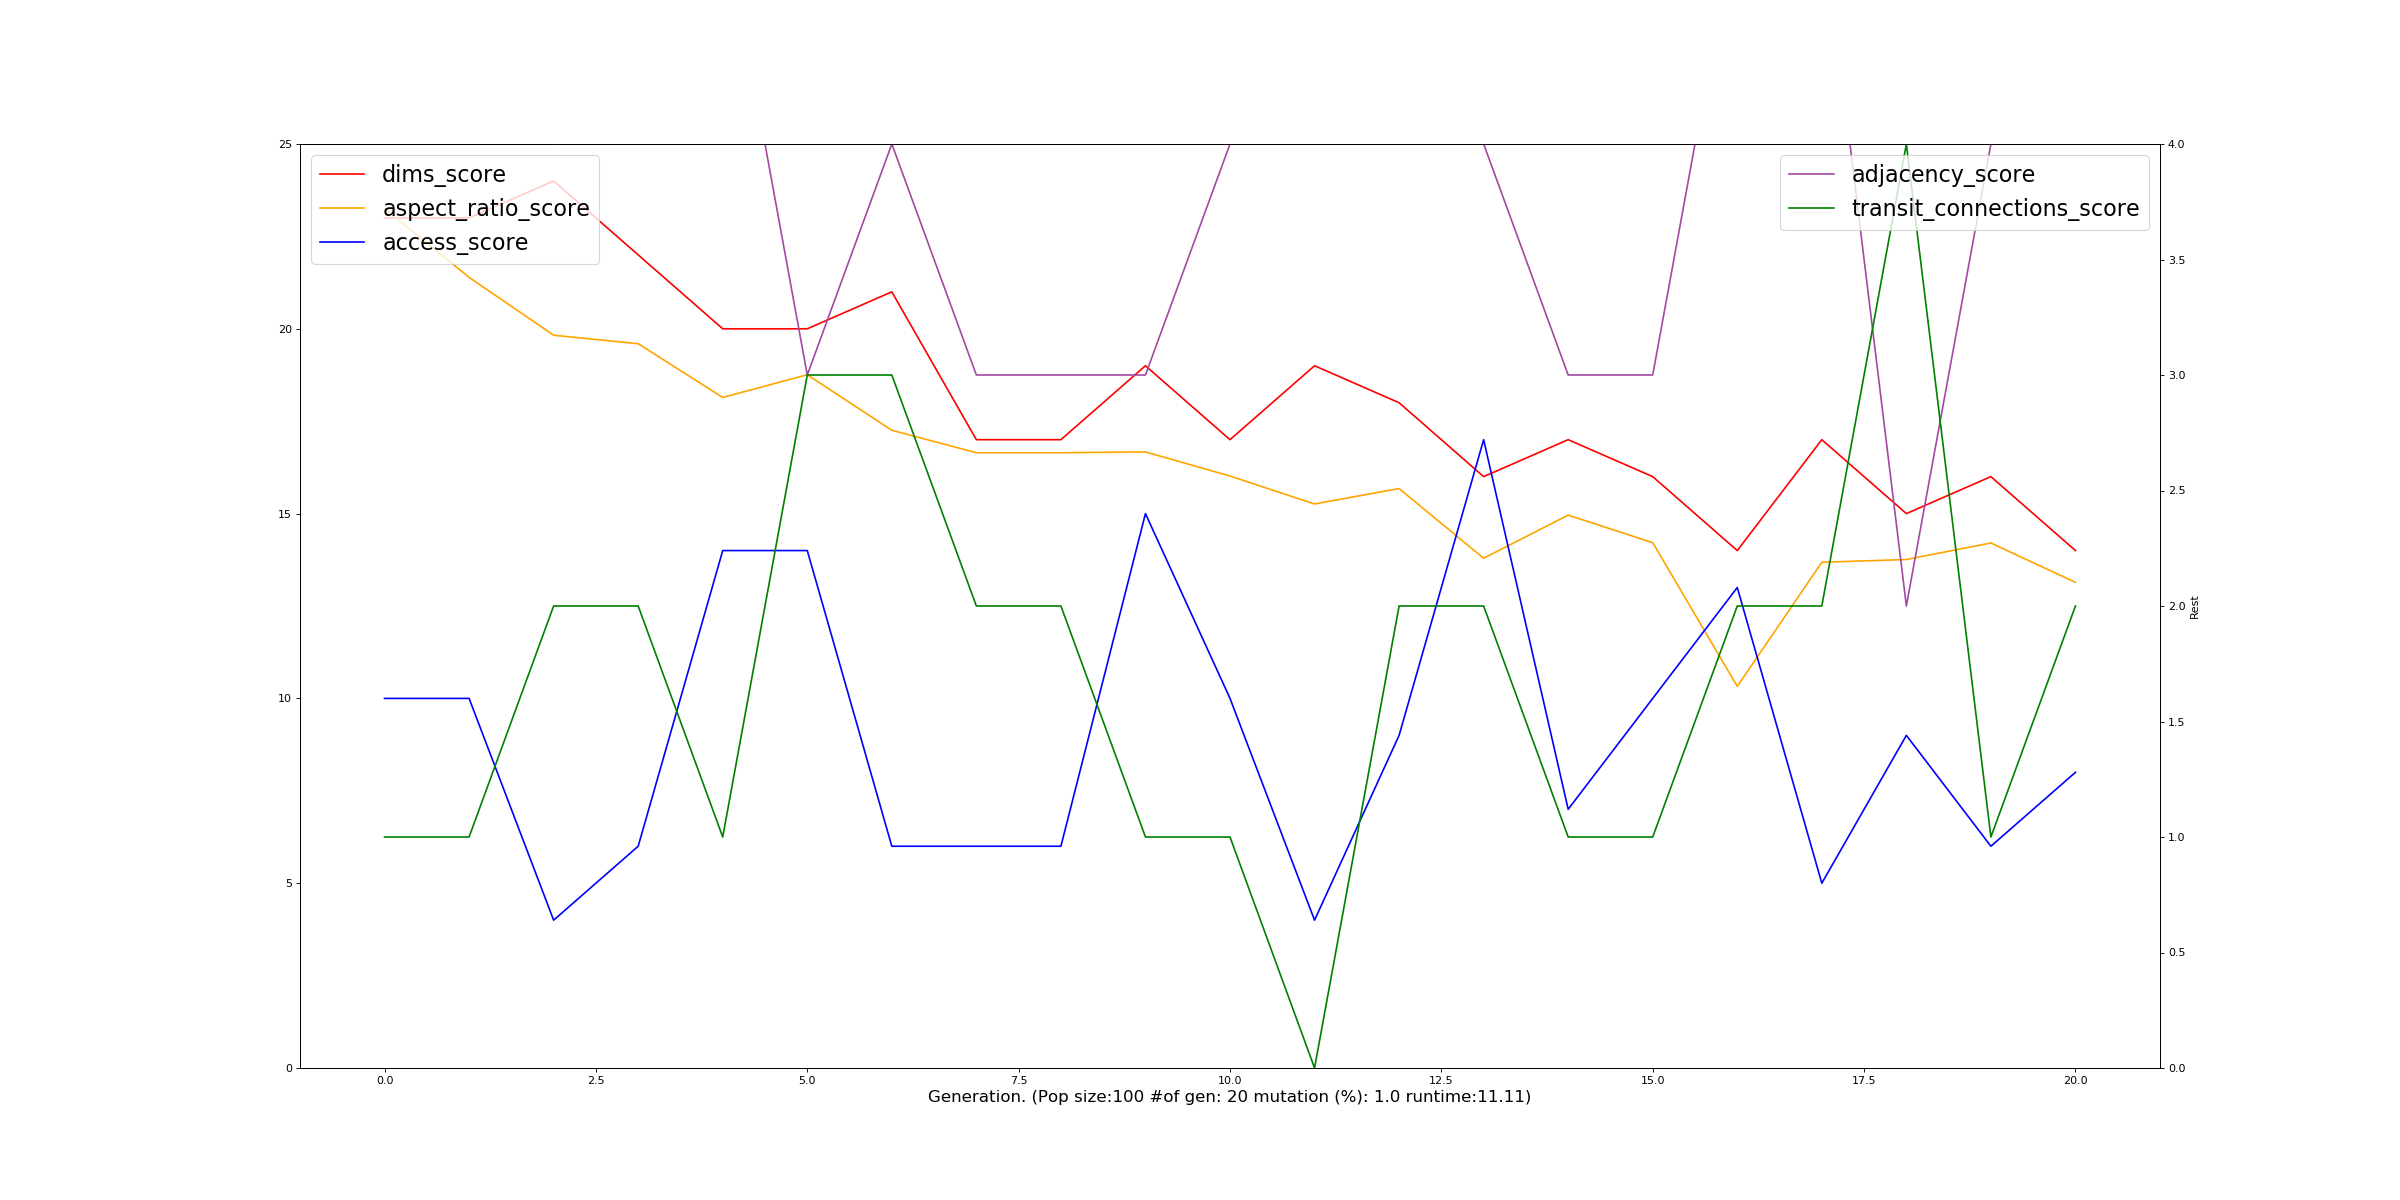 dims_score
aspect_ratio_score
access_score
adjacency_score
transit_connections_score
25
20
15
10
5
0
4.0
3.5
3.0
2.5
2.0
1.5
1.0
0.5
0.0
Rest
0.0 2.5 5.0 7.5 10.0 12.5 15.0 17.5 20.0
Generation. (Pop size:100 #of gen: 20 mutation (%): 1.0 runtime:11.11)